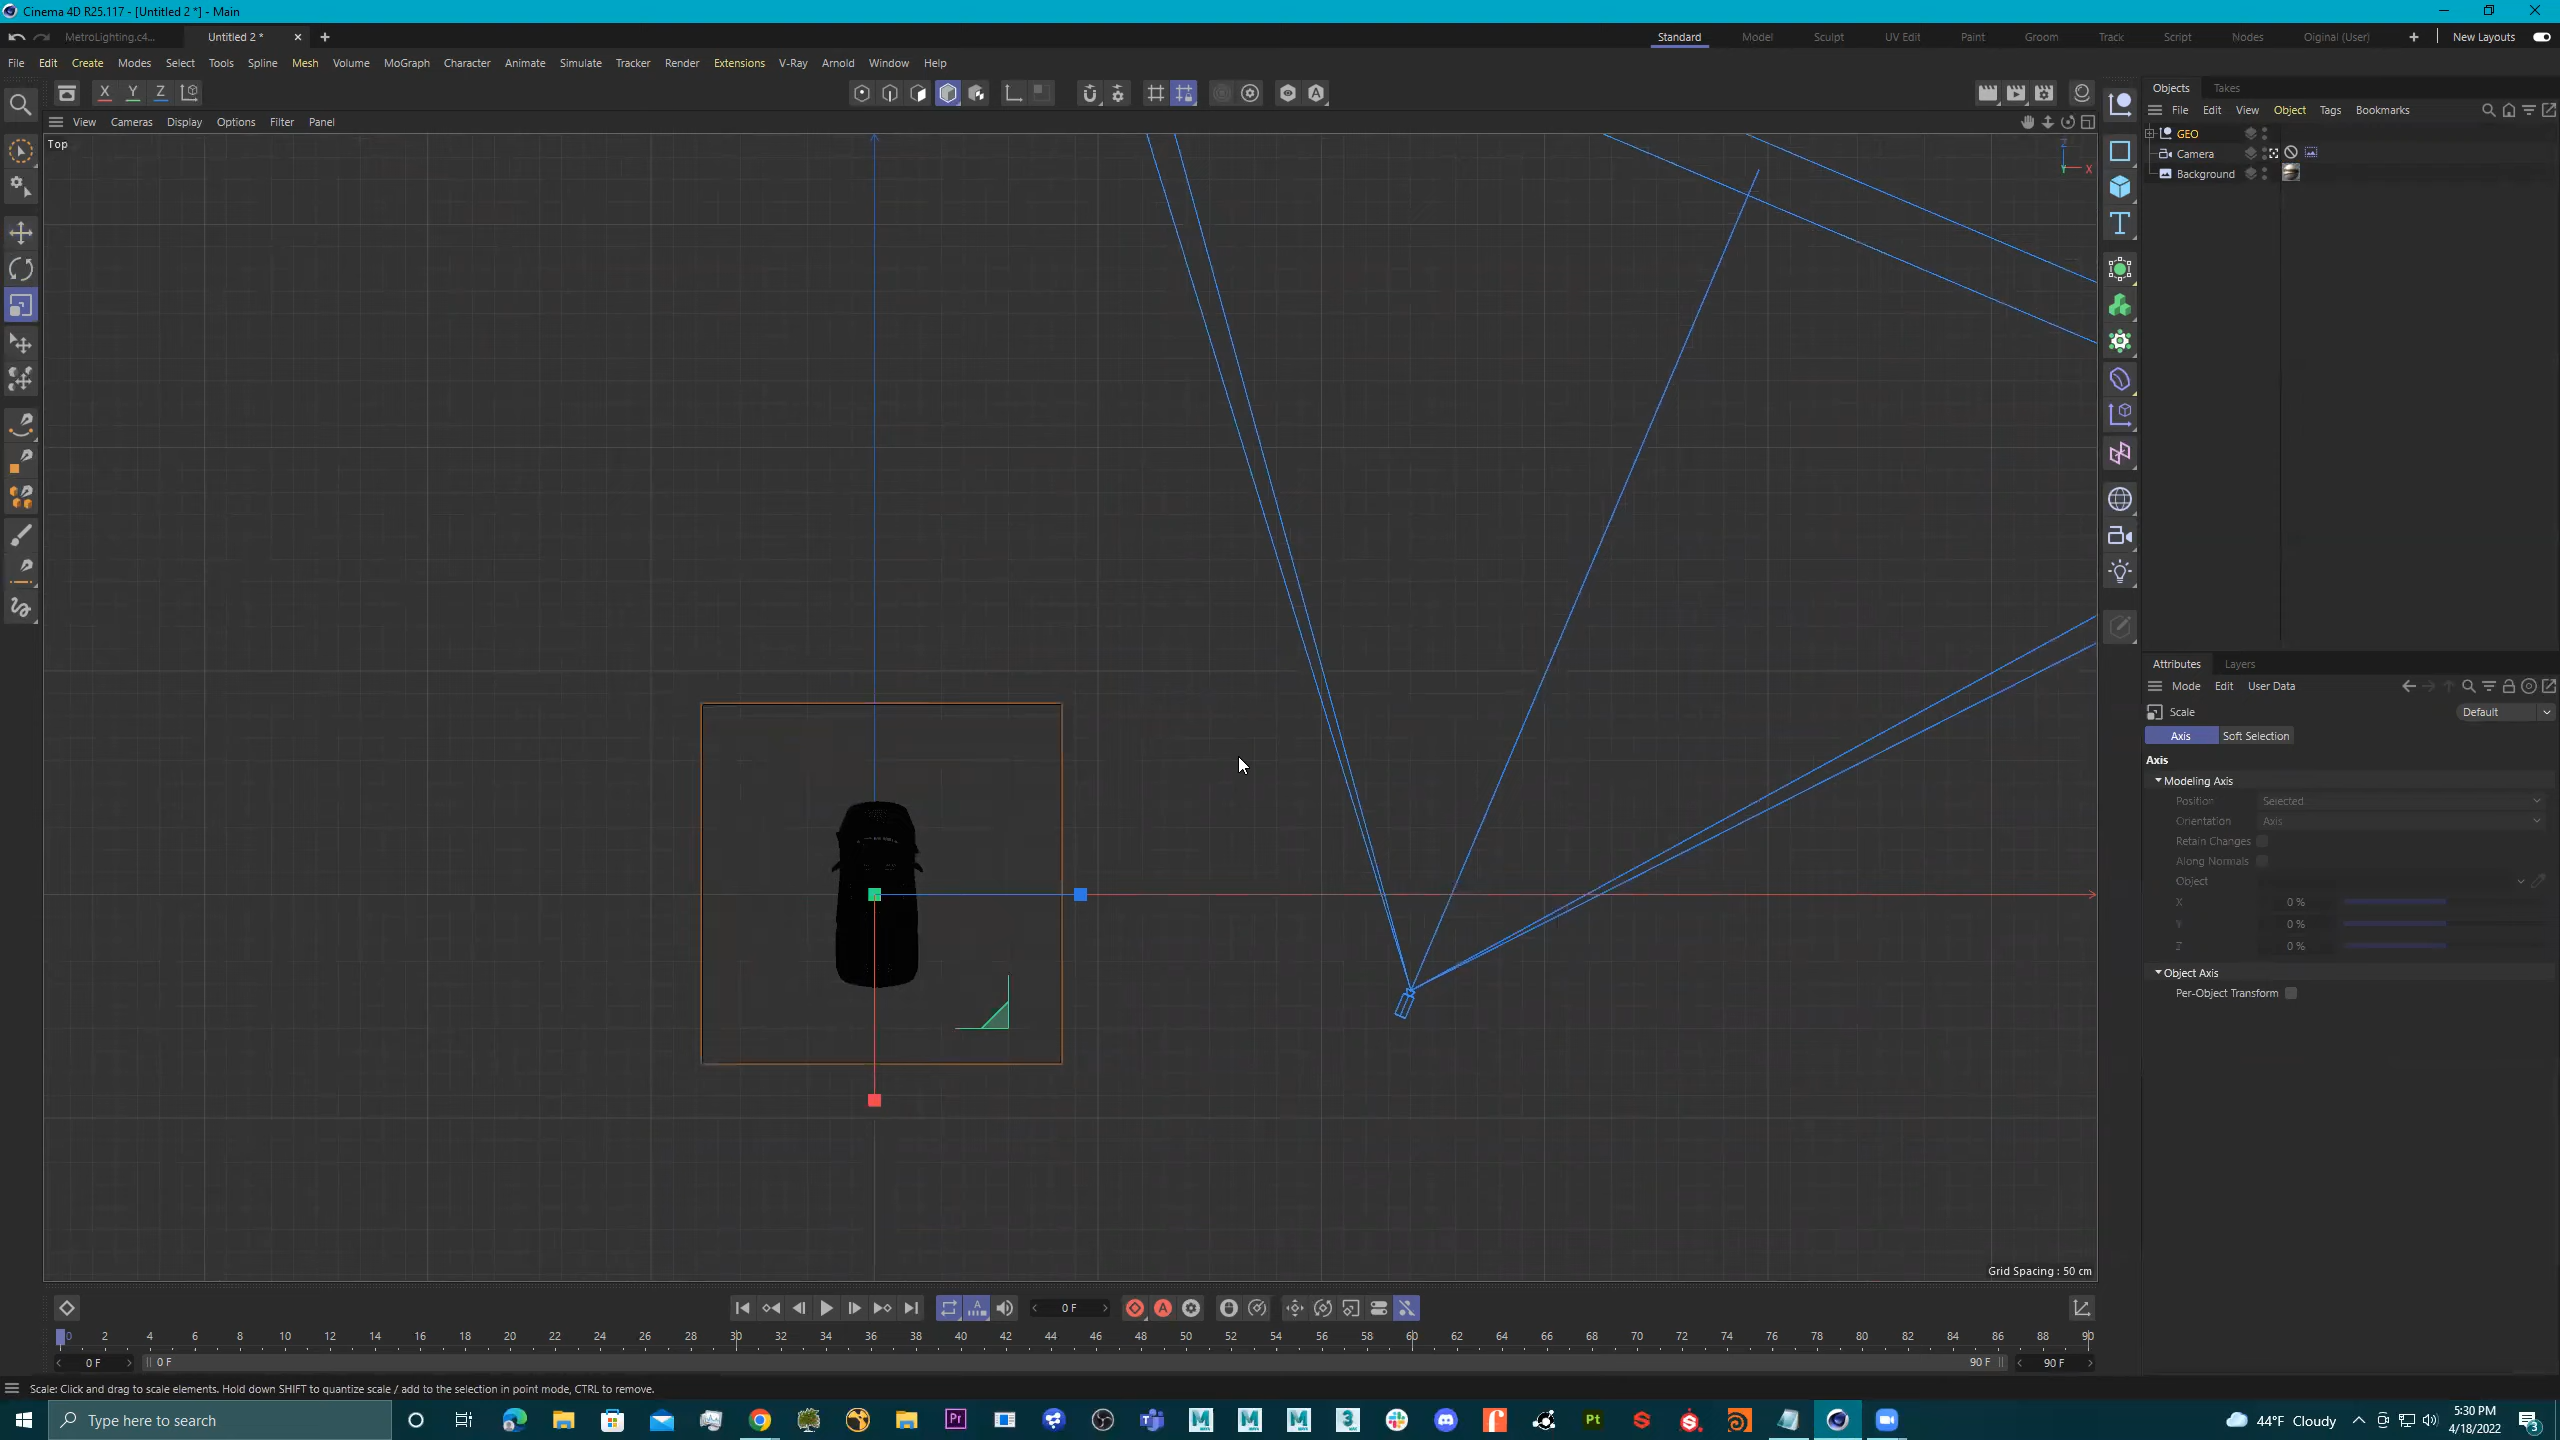 Cinema 4D R25.117 - [Untitled 2 *] - Main
MetroLighting.c4...
Untitled 2 *
Standard
Model
Sculpt
UV Edit
Paint
Groom
Track
Script
Nodes
Oiginal (User)
New Layouts
File Edit Create Modes Select Tools Spline Mesh Volume MoGraph Character Animate Simulate Tracker Render Extensions V-Ray Arnold Window Help
X Y Z
View Cameras Display Options Filter Panel
Top
Z
X
Y
Objects
Takes
File Edit View Object Tags Bookmarks
GEO
Camera
Background
Attributes
Layers
Mode Edit User Data
Scale
Default
Axis
Soft Selection
Axis
Modeling Axis
Position
Selected
Orientation
Axis
Retain Changes
Along Normals
Object
X 0 %
Y 0 %
Z 0 %
Object Axis
Per-Object Transform
Grid Spacing : 50 cm
0 F
0 2 4 6 8 10 12 14 16 18 20 22 24 26 28 30 32 34 36 38 40 42 44 46 48 50 52 54 56 58 60 62 64 66 68 70 72 74 76 78 80 82 84 86 88 90
0 F
0 F
90 F
90 F
Scale: Click and drag to scale elements. Hold down SHIFT to quantize scale / add to the selection in point mode, CTRL to remove.
Type here to search
Pr
Pt
44°F Cloudy
5:30 PM
4/18/2022
3